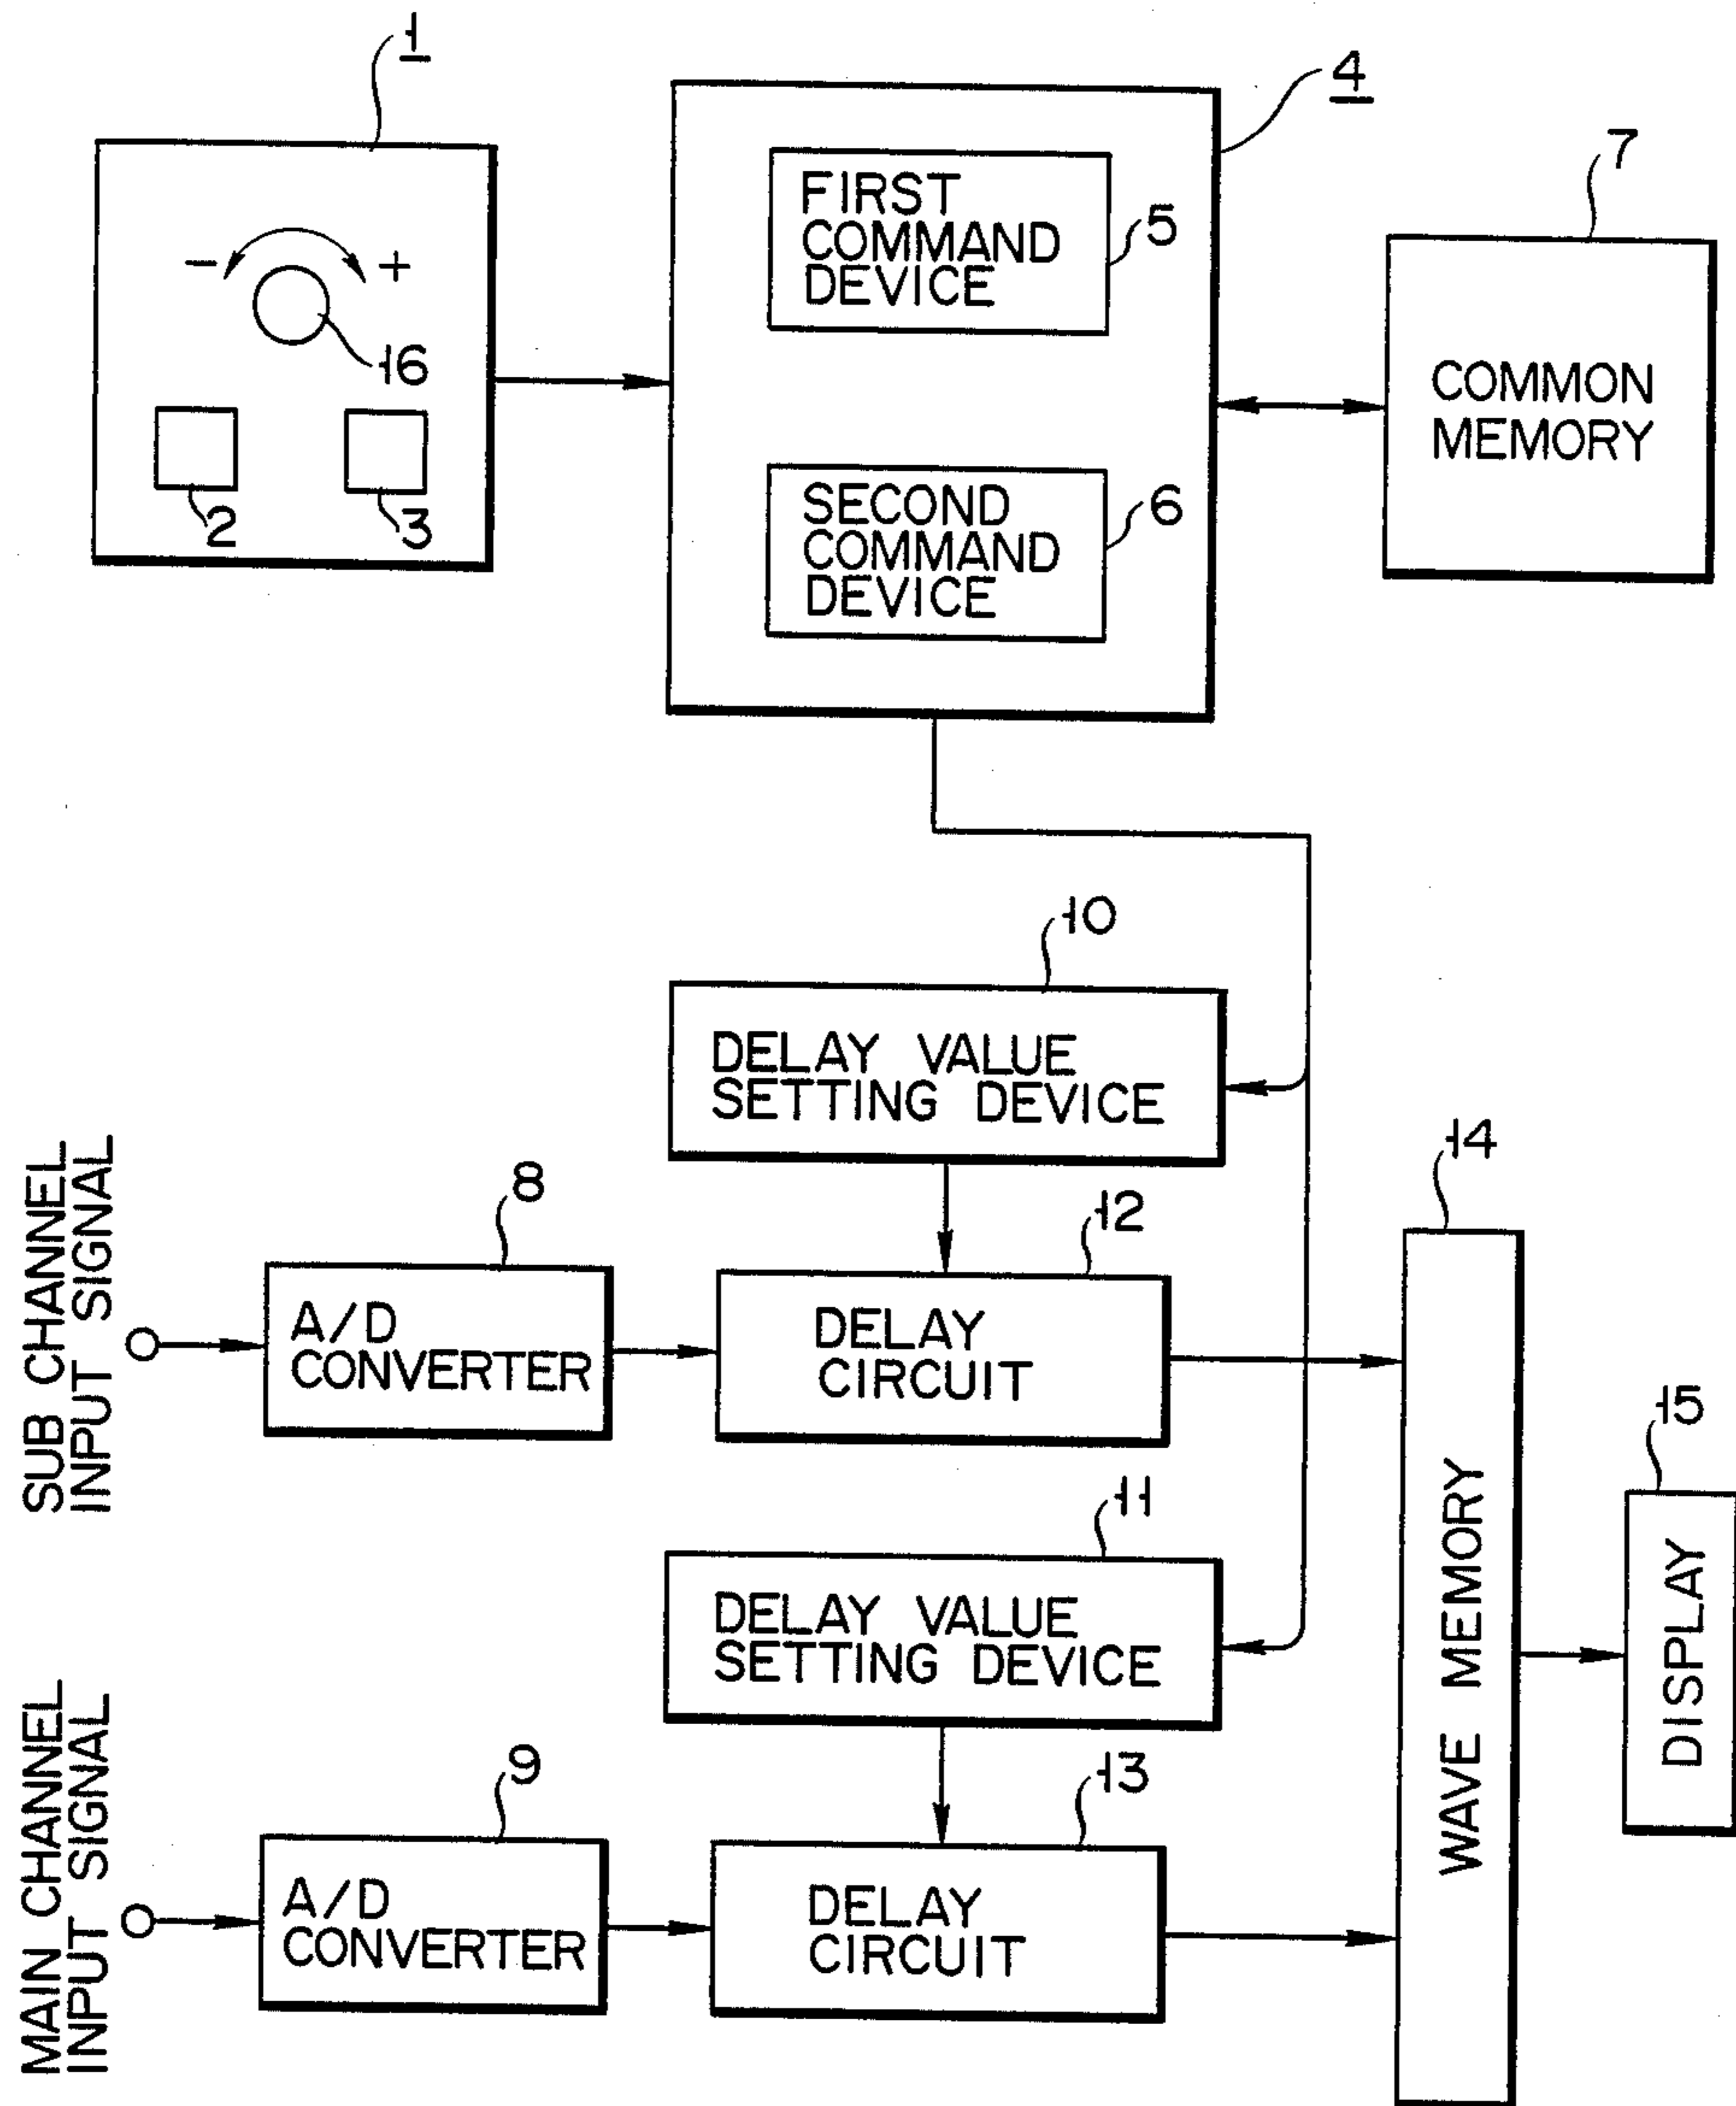 1
-
+
16
2
3
4
FIRST
COMMAND
DEVICE
5
SECOND
COMMAND
DEVICE
6
7
COMMON
MEMORY
10
DELAY VALUE
SETTING DEVICE
SUB CHANNEL
INPUT SIGNAL
8
A/D
CONVERTER
12
DELAY
CIRCUIT
14
WAVE MEMORY
15
DISPLAY
11
DELAY VALUE
SETTING DEVICE
MAIN CHANNEL
INPUT SIGNAL
9
A/D
CONVERTER
13
DELAY
CIRCUIT